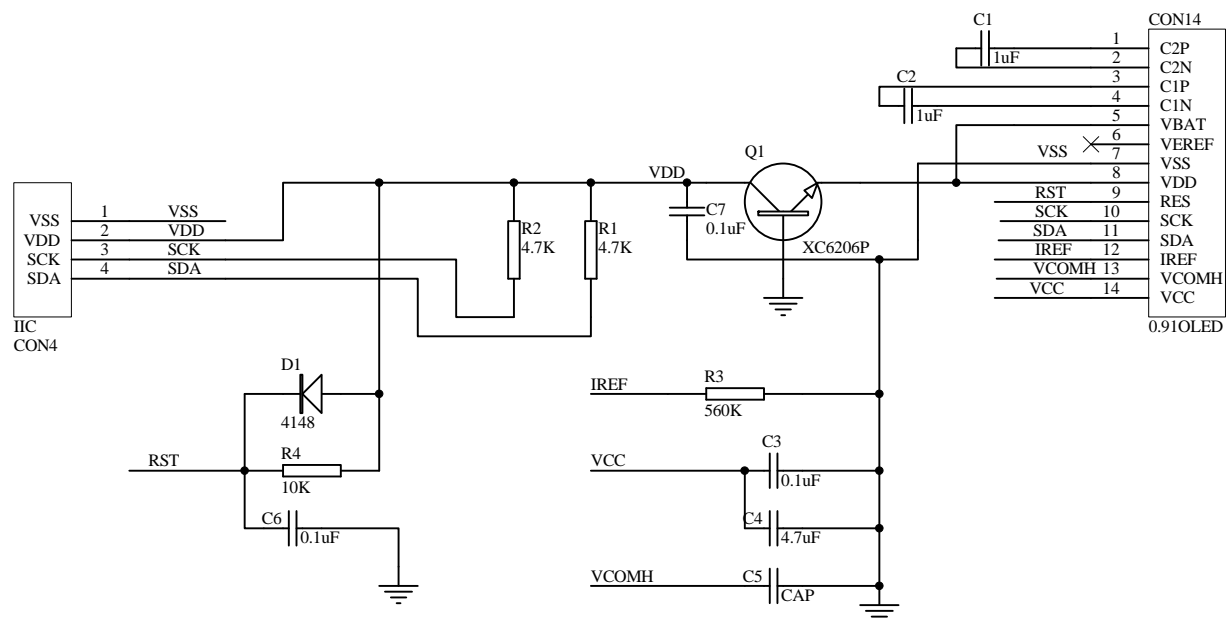 C1
1uF
C2
1uF
CON14
1 C2P
2 C2N
3 C1P
4 C1N
5 VBAT
6 VEREF
VSS 7 VSS
8 VDD
RST 9 RES
SCK 10 SCK
SDA 11 SDA
IREF 12 IREF
VCOMH 13 VCOMH
VCC 14 VCC
0.91OLED
Q1
XC6206P
VDD
C7
0.1uF
R2
4.7K
R1
4.7K
VSS 1 VSS
VDD 2 VDD
SCK 3 SCK
SDA 4 SDA
IIC
CON4
D1
4148
RST
R4
10K
C6
0.1uF
IREF
R3
560K
VCC
C3
0.1uF
C4
4.7uF
VCOMH
C5
CAP